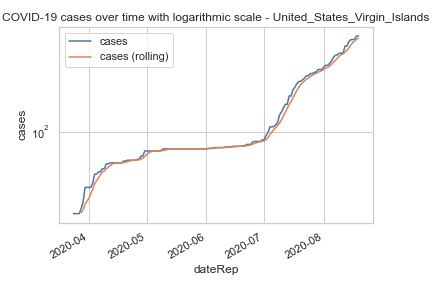 COVID-19 cases over time with logarithmic scale - United_States_Virgin_Islands
cases
cases (rolling)
cases
10²
2020-04
2020-05
2020-06
2020-07
2020-08
dateRep